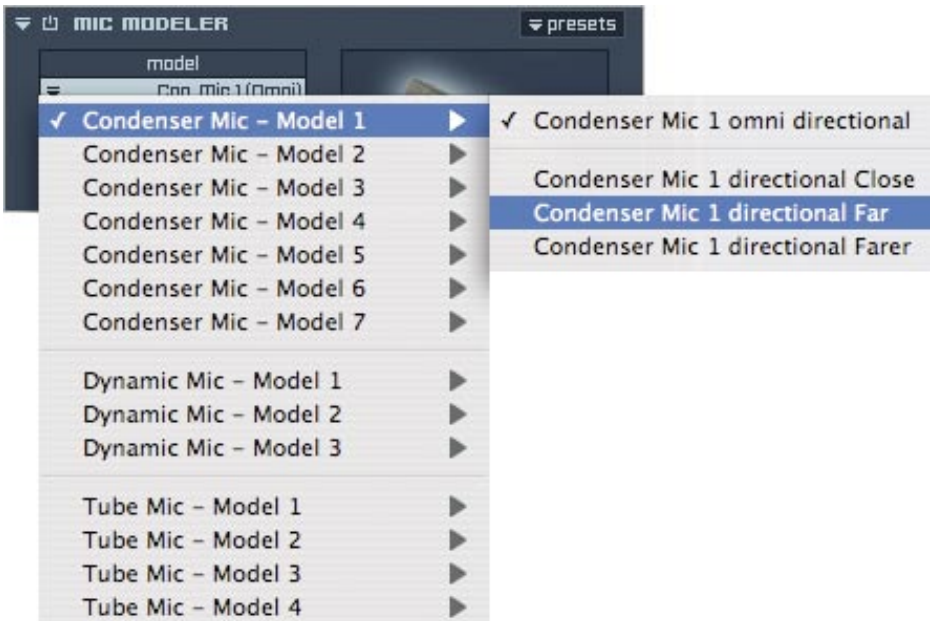 MIC MODELER
presets
model
Con. Mic 1 (Omni)
✓ Condenser Mic – Model 1
Condenser Mic – Model 2
Condenser Mic – Model 3
Condenser Mic – Model 4
Condenser Mic – Model 5
Condenser Mic – Model 6
Condenser Mic – Model 7
Dynamic Mic – Model 1
Dynamic Mic – Model 2
Dynamic Mic – Model 3
Tube Mic – Model 1
Tube Mic – Model 2
Tube Mic – Model 3
Tube Mic – Model 4
✓ Condenser Mic 1 omni directional
Condenser Mic 1 directional Close
Condenser Mic 1 directional Far
Condenser Mic 1 directional Farer